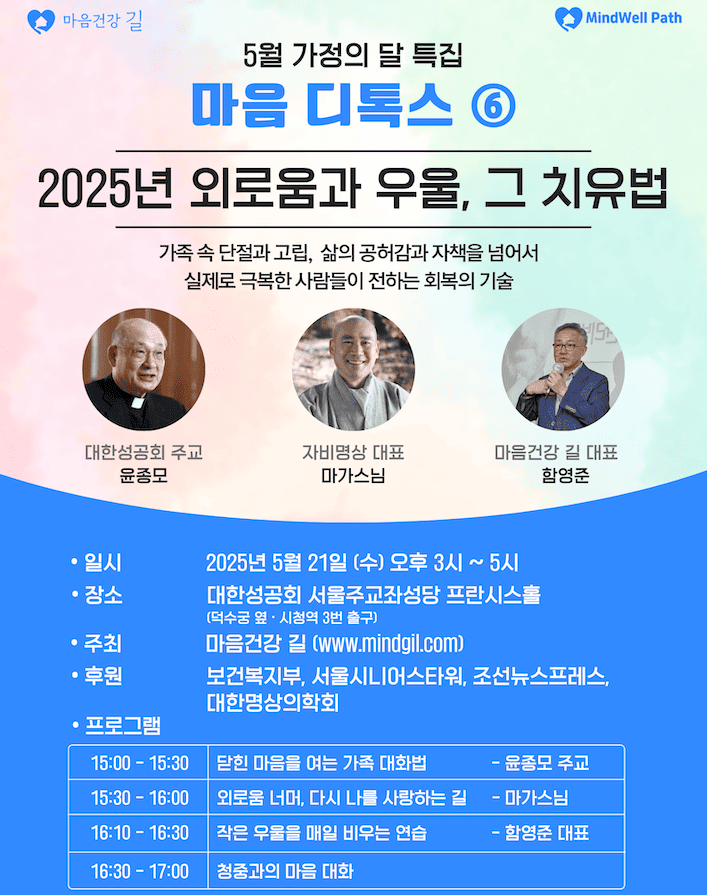 마음건강 길
MindWell Path
5월 가정의 달 특집
마음 디톡스 ⑥
2025년 외로움과 우울, 그 치유법
가족 속 단절과 고립, 삶의 공허감과 자책을 넘어서
실제로 극복한 사람들이 전하는 회복의 기술
대한성공회 주교
윤종모
자비명상 대표
마가스님
마음건강 길 대표
함영준
• 일시 2025년 5월 21일 (수) 오후 3시 ~ 5시
• 장소 대한성공회 서울주교좌성당 프란시스홀
(덕수궁 옆 · 시청역 3번 출구)
• 주최 마음건강 길 (www.mindgil.com)
• 후원 보건복지부, 서울시니어스타워, 조선뉴스프레스,
대한명상의학회
• 프로그램
15:00 - 15:30 닫힌 마음을 여는 가족 대화법 - 윤종모 주교
15:30 - 16:00 외로움 너머, 다시 나를 사랑하는 길 - 마가스님
16:10 - 16:30 작은 우울을 매일 비우는 연습 - 함영준 대표
16:30 - 17:00 청중과의 마음 대화